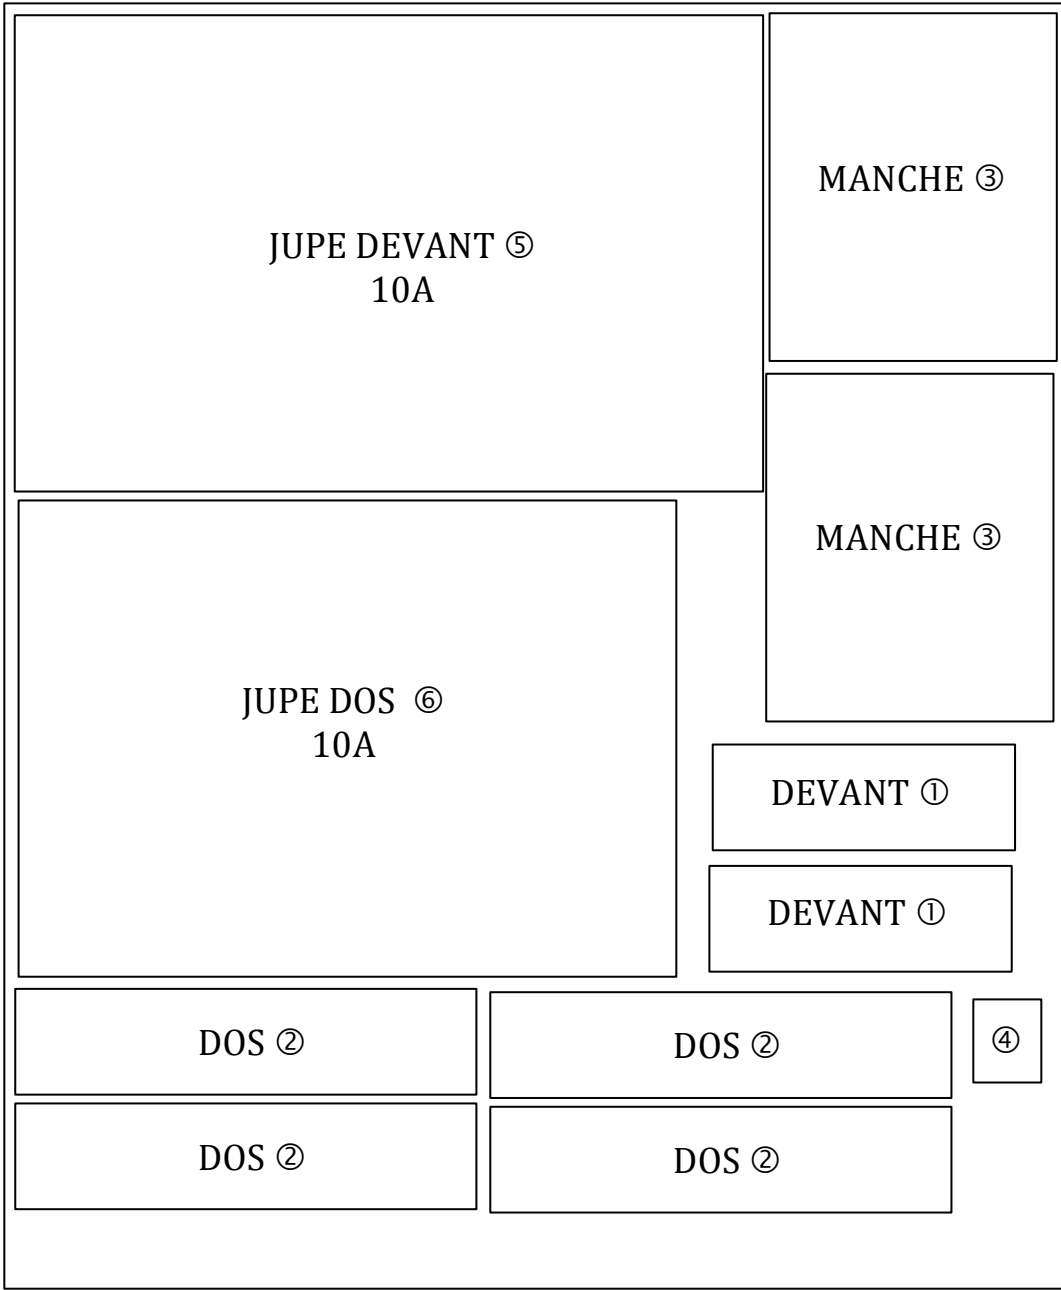 MANCHE ③
JUPE DEVANT ⑤
10A
MANCHE ③
JUPE DOS ⑥
10A
DEVANT ①
DEVANT ①
DOS ②
DOS ②
④
DOS ②
DOS ②